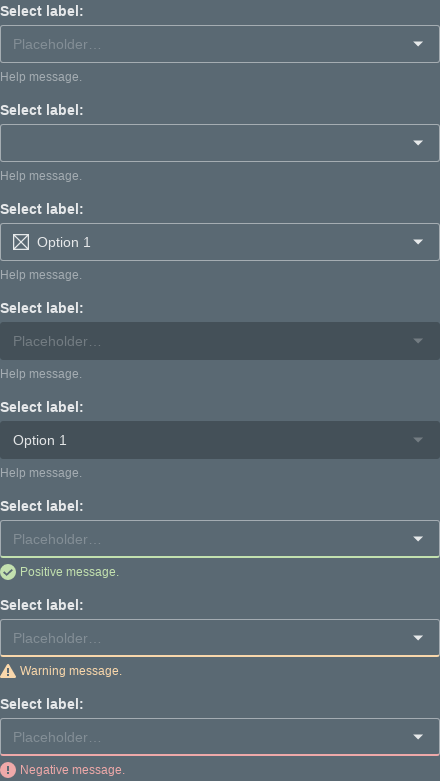 Select label:
Placeholder…
Help message.
Select label:
Help message.
Select label:
Option 1
Help message.
Select label:
Placeholder…
Help message.
Select label:
Option 1
Help message.
Select label:
Placeholder…
Positive message.
Select label:
Placeholder…
Warning message.
Select label:
Placeholder…
Negative message.